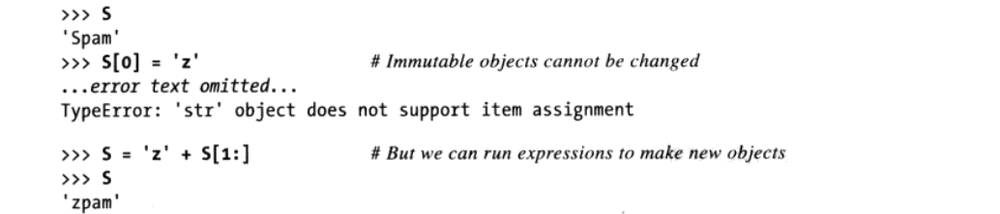 >>> S
'Spam'
>>> S[0] = 'z' # Immutable objects cannot be changed
...error text omitted...
TypeError: 'str' object does not support item assignment
>>> S = 'z' + S[1:] # But we can run expressions to make new objects
>>> S
'zpam'